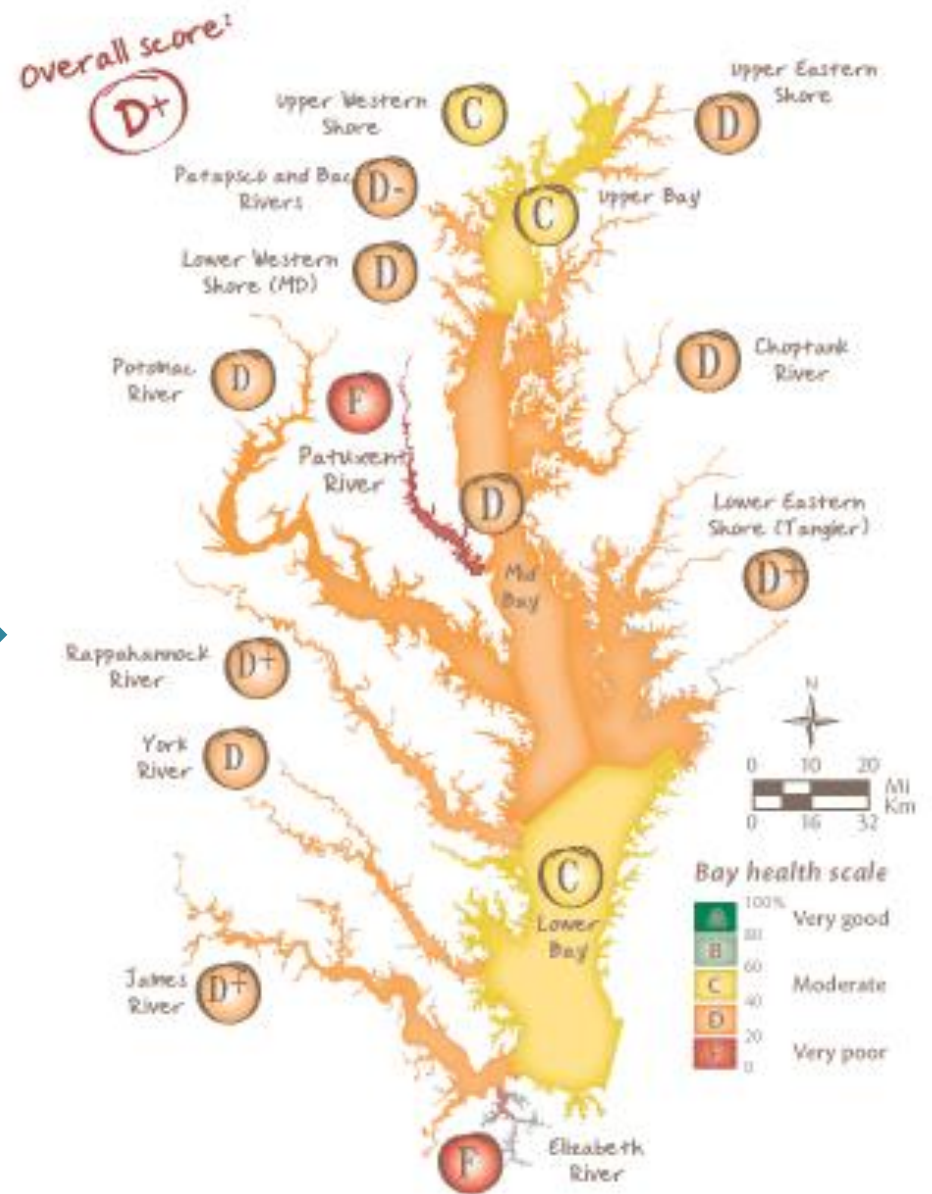 Overall score:
D+
Upper Western
Shore
C
Upper Eastern
Shore
D
Patapsco and Bac
Rivers
D-
C
Upper Bay
Lower Western
Shore (MD)
D
Potomac
River
D
F
Patuxent
River
D
Choptank
River
D
Mid
Bay
Lower Eastern
Shore (Tangier)
D+
Rappahannock
River
D+
York
River
D
N
0 10 20
Mi
Km
0 16 32
C
Lower
Bay
Bay health scale
100%
Very good
80
B
60
C
Moderate
40
D
20
Very poor
0
James
River
D+
F
Elizabeth
River